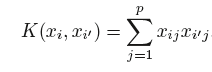 K(x_i, x_{i'}) = \sum_{j=1}^{p} x_{ij} x_{i'j}.